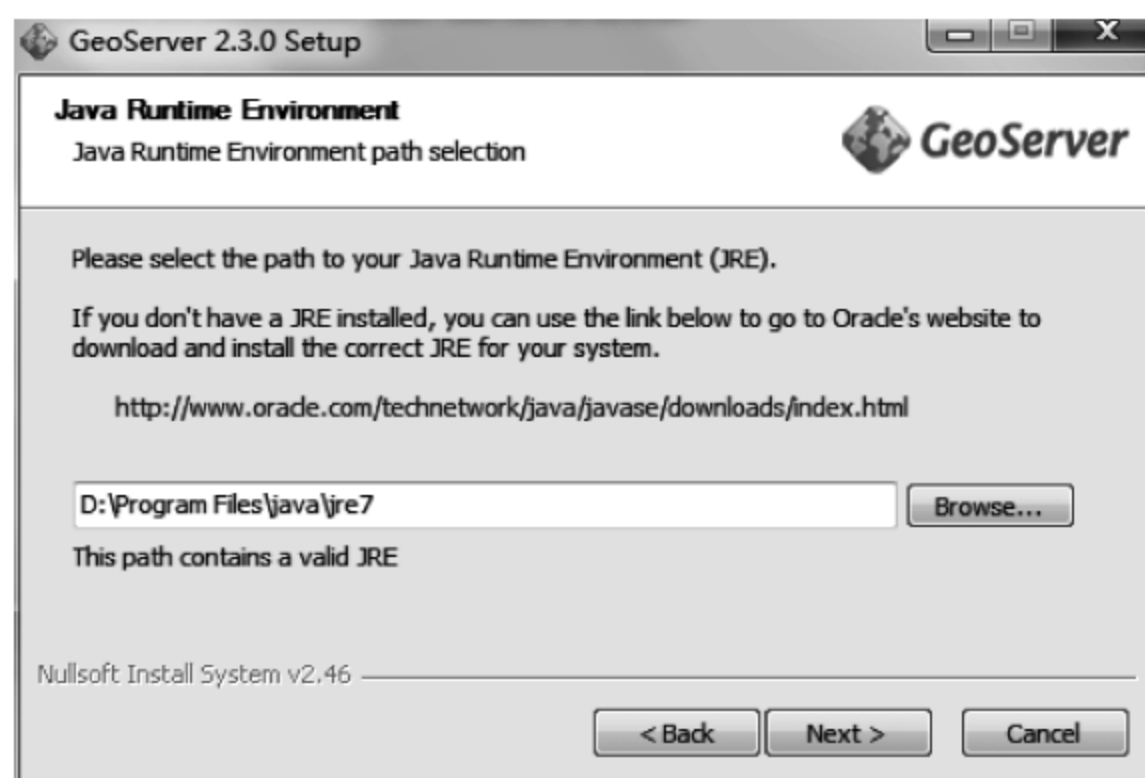 GeoServer 2.3.0 Setup
Java Runtime Environment
Java Runtime Environment path selection
GeoServer
Please select the path to your Java Runtime Environment (JRE).
If you don't have a JRE installed, you can use the link below to go to Oracle's website to
download and install the correct JRE for your system.
http://www.oracle.com/technetwork/java/javase/downloads/index.html
D:\Program Files\java\jre7
Browse...
This path contains a valid JRE
Nullsoft Install System v2.46
< Back
Next >
Cancel